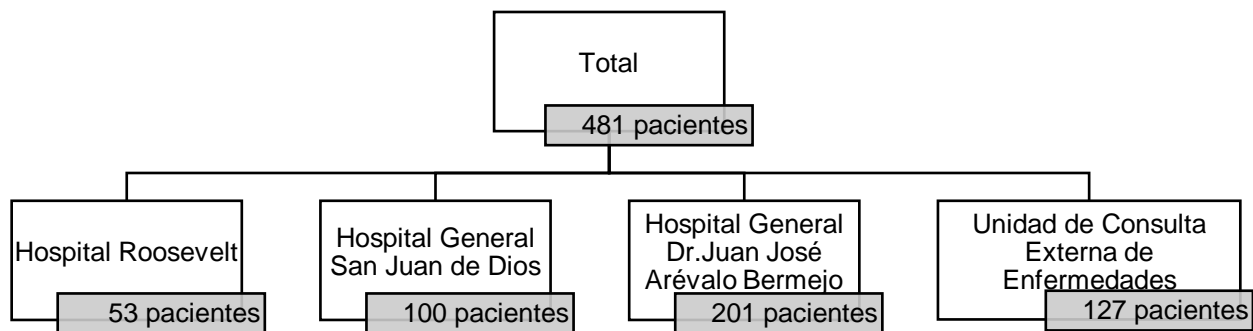 Total
481 pacientes
Hospital Roosevelt
53 pacientes
Hospital General
San Juan de Dios
100 pacientes
Hospital General
Dr.Juan José
Arévalo Bermejo
201 pacientes
Unidad de Consulta
Externa de
Enfermedades
127 pacientes